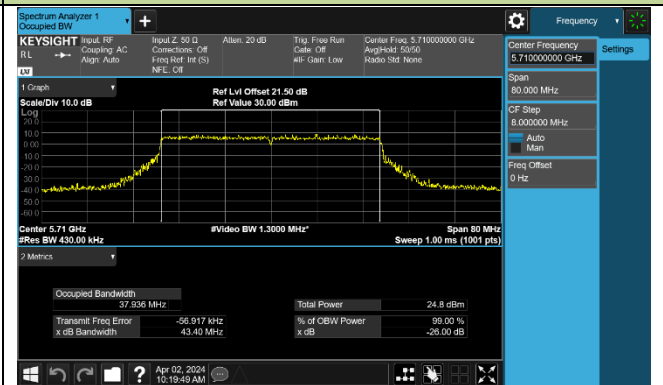 Spectrum Analyzer 1
Occupied BW
Frequency
KEYSIGHT
RL
LXI
Input: RF
Coupling: AC
Align: Auto
Input Z: 50 Ω
Corrections: Off
Freq Ref: Int (S)
NFE: Off
Atten: 20 dB
Trig: Free Run
Gate: Off
#IF Gain: Low
Center Freq: 5.710000000 GHz
Avg|Hold: 50/50
Radio Std: None
Center Frequency
5.710000000 GHz
Settings
Span
80.000 MHz
CF Step
8.000000 MHz
Auto
Man
Freq Offset
0 Hz
1 Graph
Scale/Div 10.0 dB
Ref Lvl Offset 21.50 dB
Ref Value 30.00 dBm
Log
20.0
10.0
0.00
-10.0
-20.0
-30.0
-40.0
-50.0
-60.0
Center 5.71 GHz
#Video BW 1.3000 MHz*
Span 80 MHz
#Res BW 430.00 kHz
Sweep 1.00 ms (1001 pts)
2 Metrics
Occupied Bandwidth
37.936 MHz
Total Power
24.8 dBm
Transmit Freq Error
-56.917 kHz
% of OBW Power
99.00 %
x dB Bandwidth
43.40 MHz
x dB
-26.00 dB
?
Apr 02, 2024
10:19:49 AM